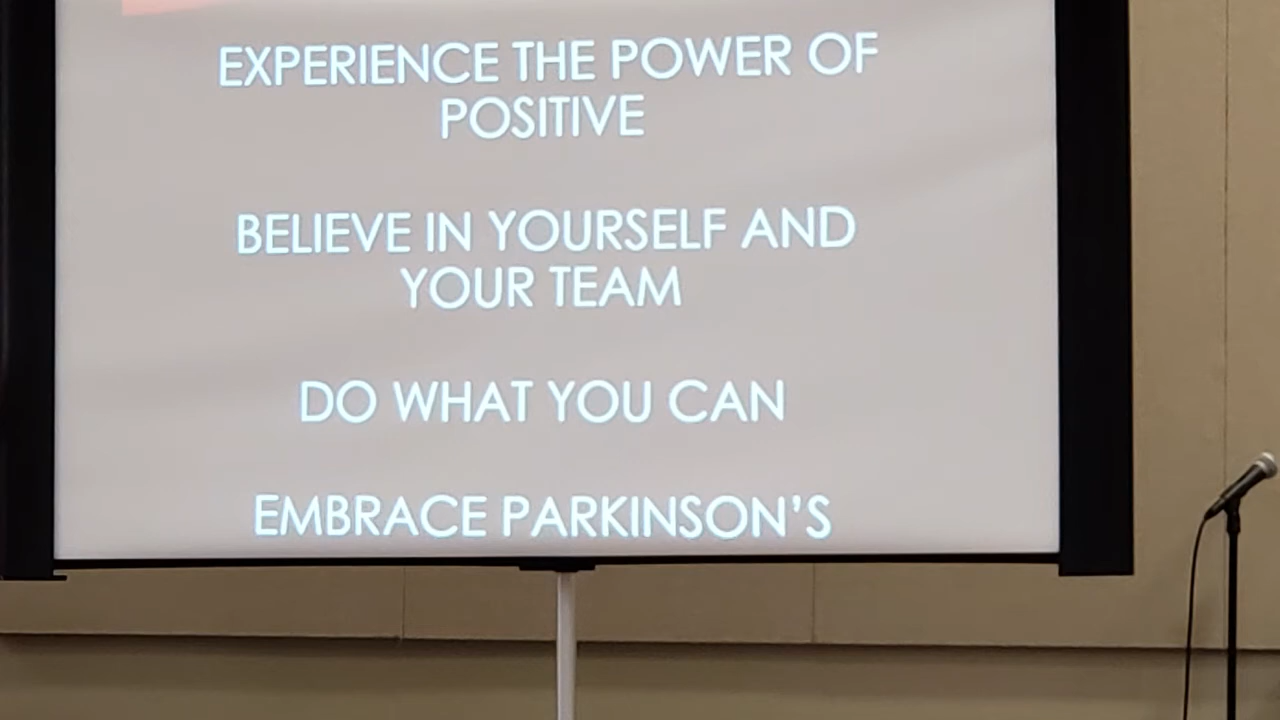 EXPERIENCE THE POWER OF
POSITIVE
BELIEVE IN YOURSELF AND
YOUR TEAM
DO WHAT YOU CAN
EMBRACE PARKINSON’S